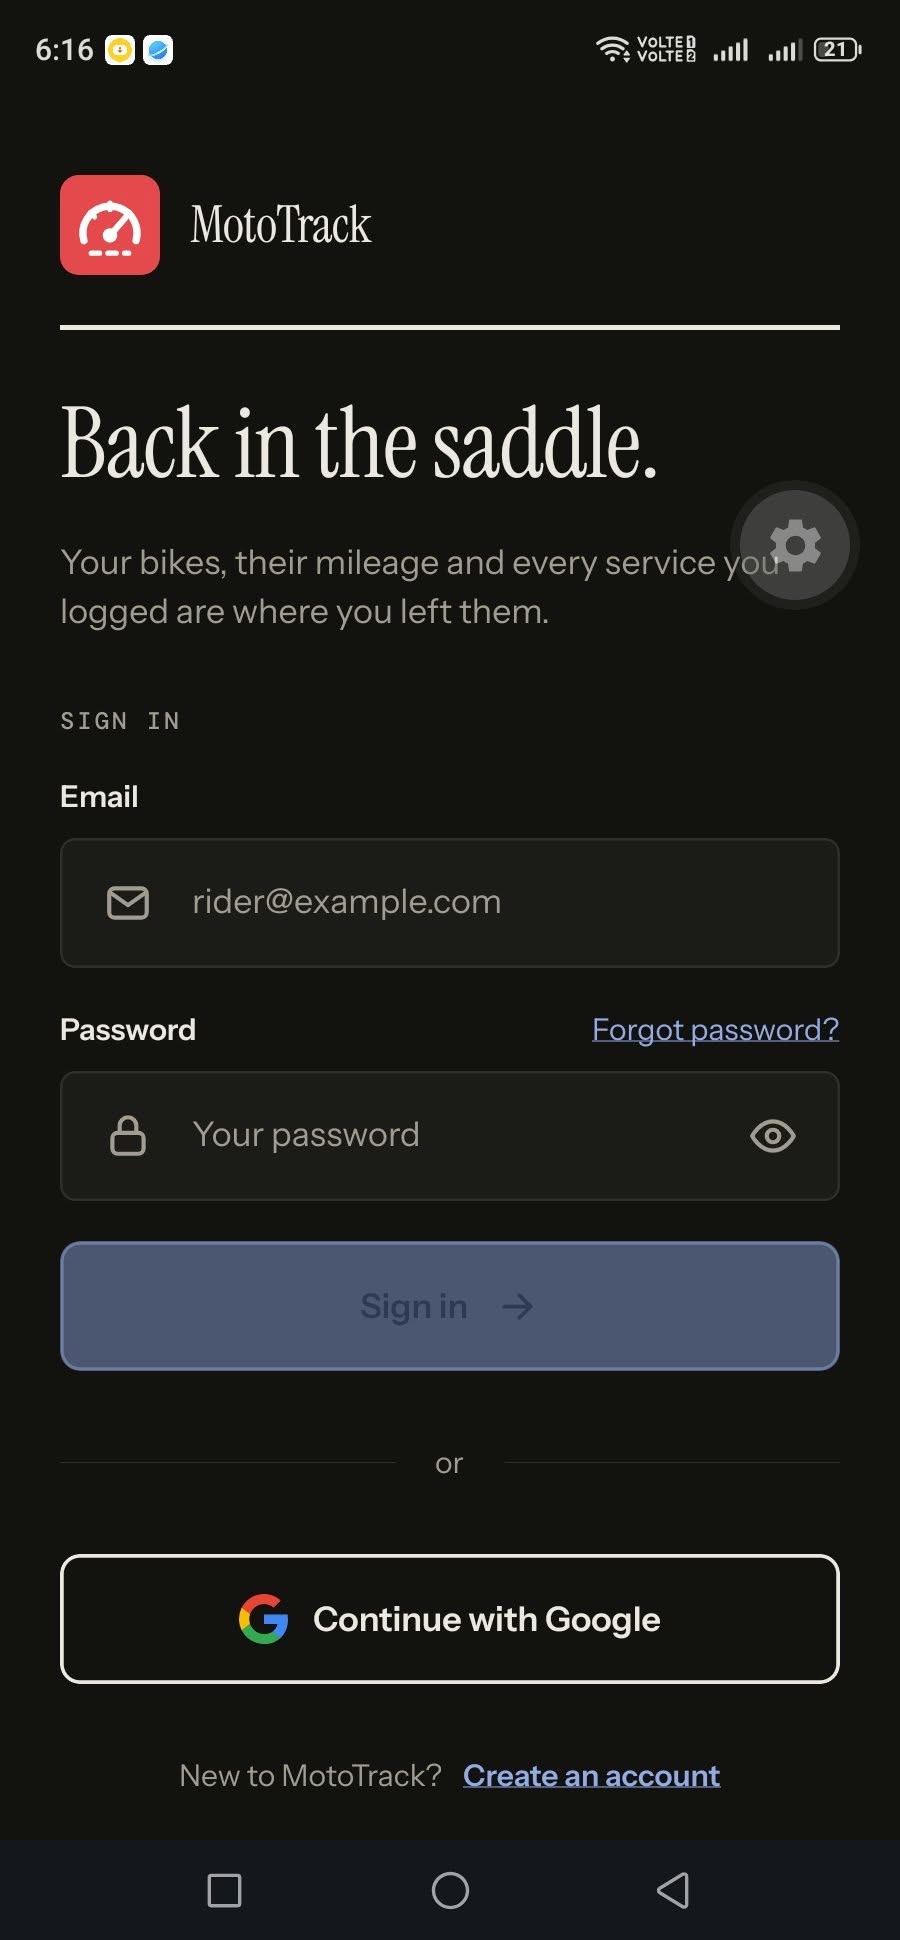 6:16
VoLTE 1
VoLTE 2
21
MotoTrack
Back in the saddle.
Your bikes, their mileage and every service you
logged are where you left them.
SIGN IN
Email
rider@example.com
Password
Forgot password?
Your password
Sign in →
or
Continue with Google
New to MotoTrack? Create an account